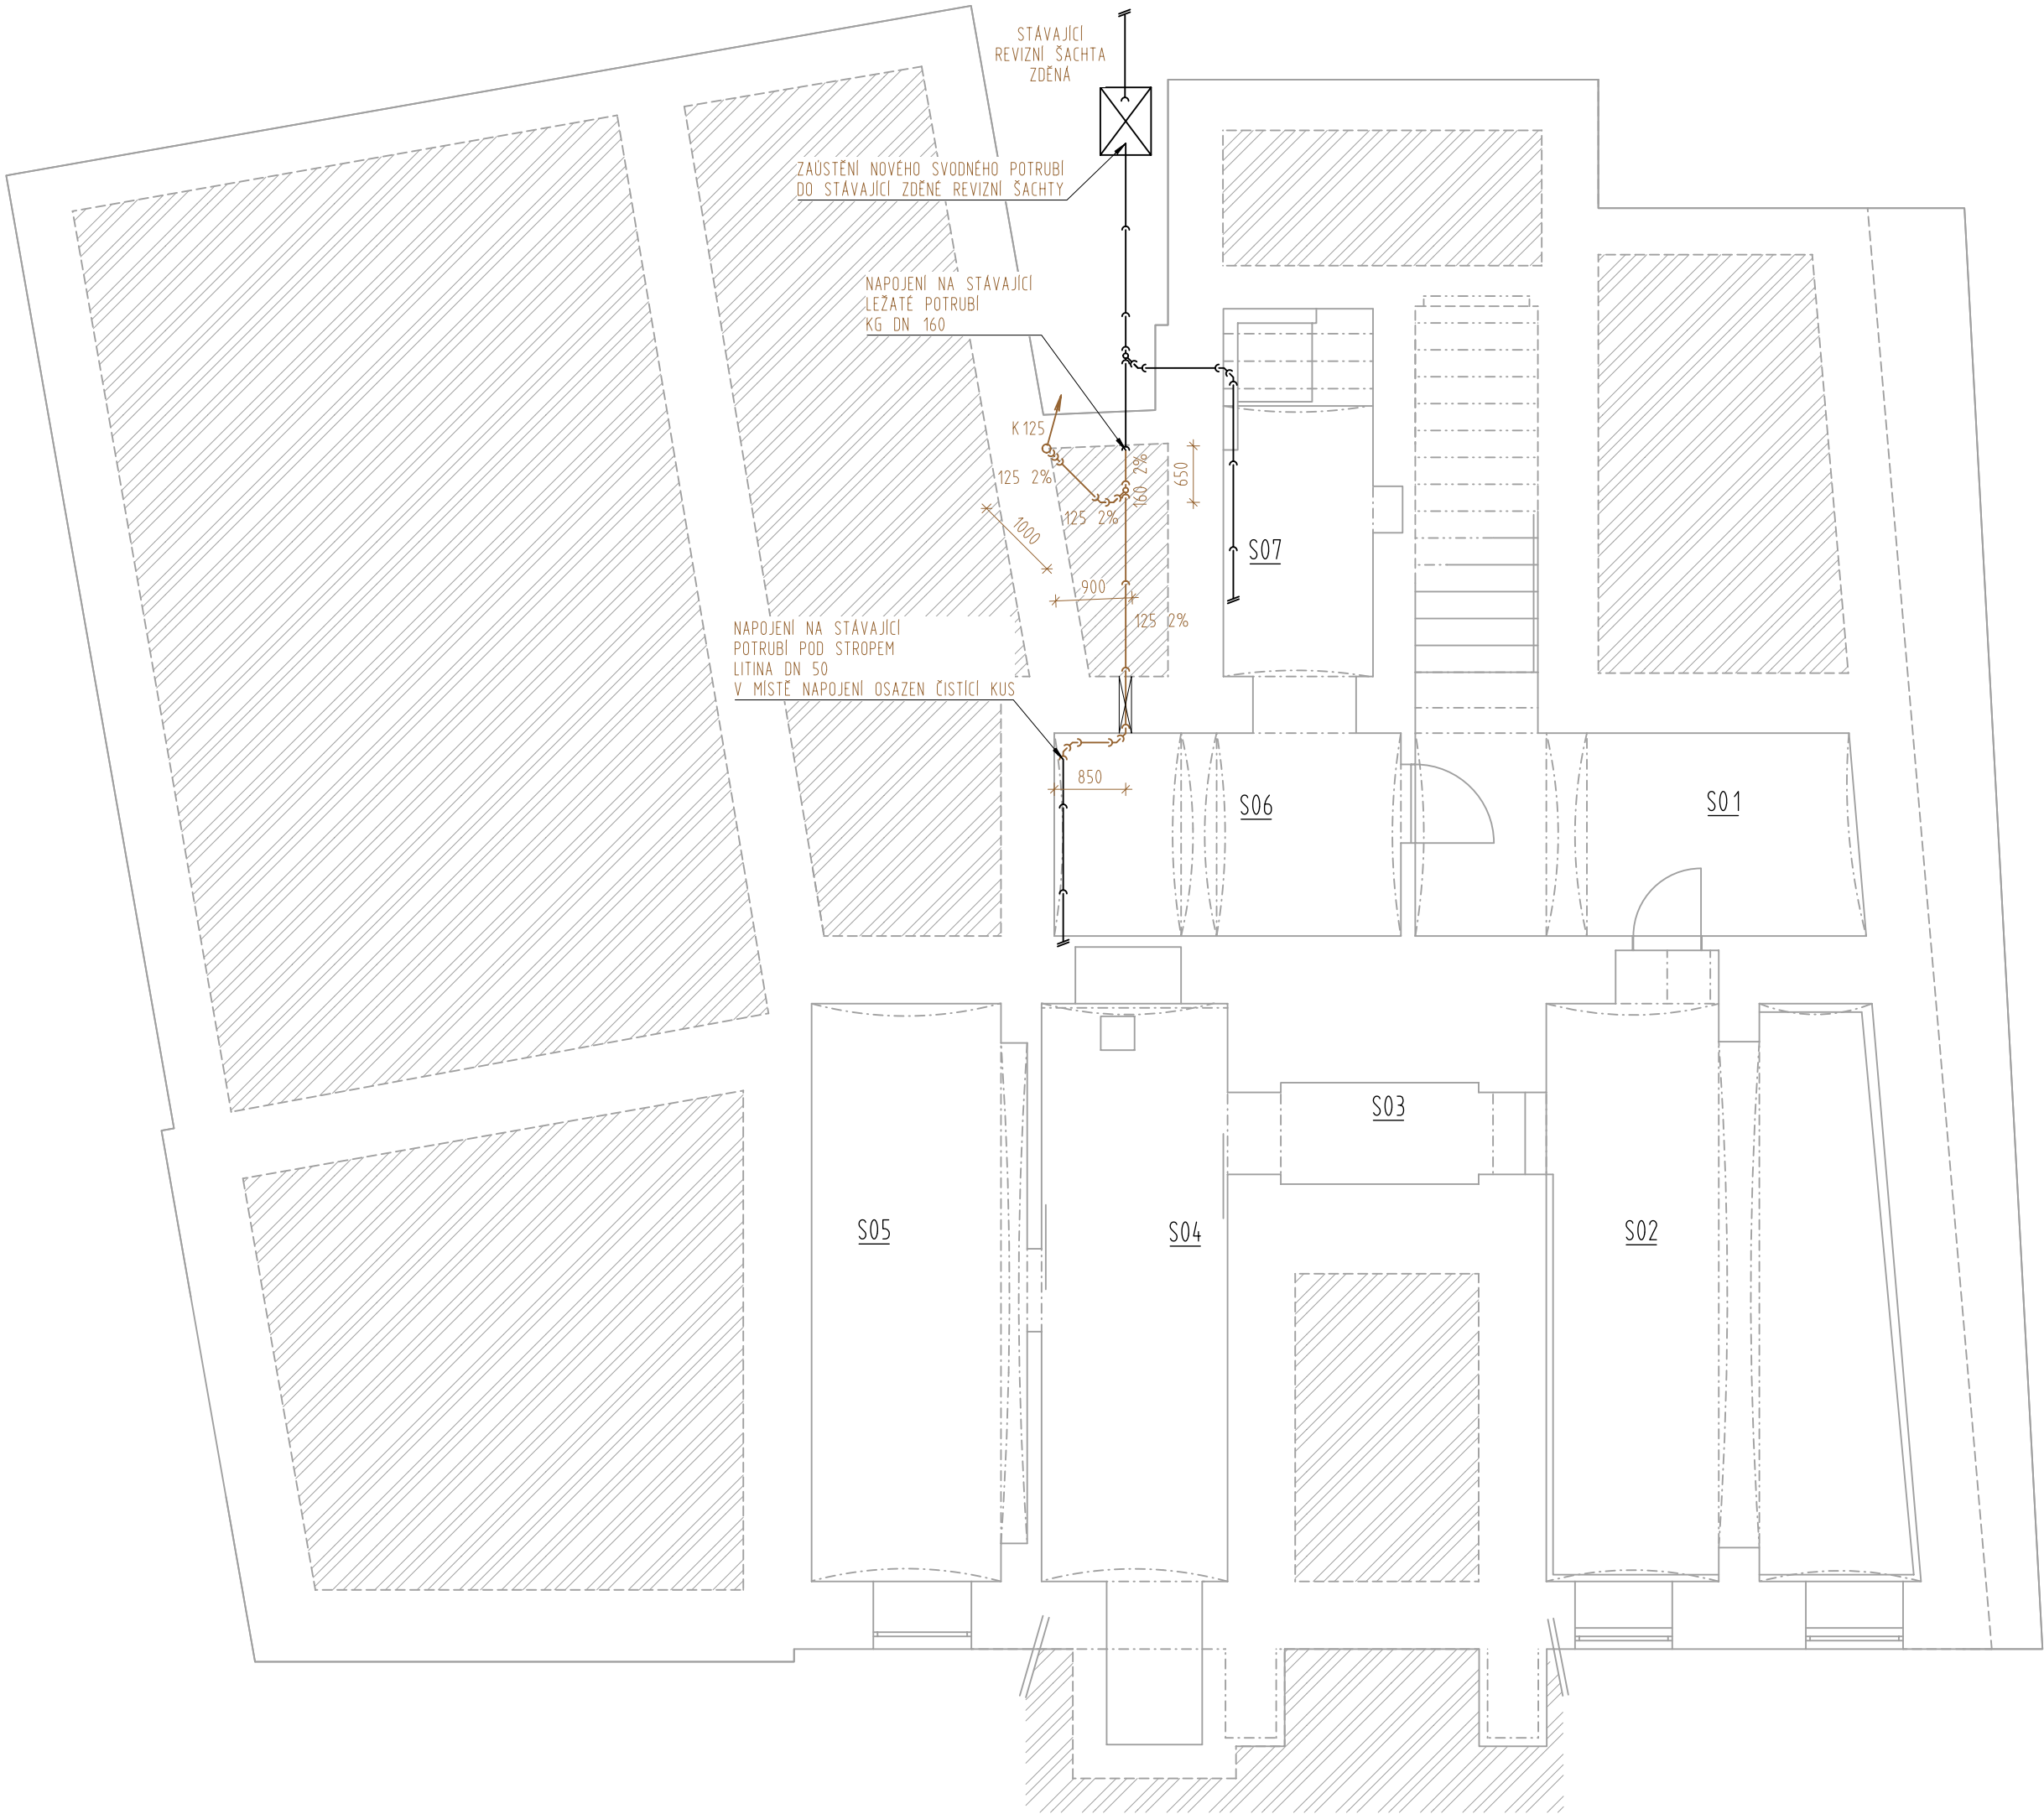 STÁVAJÍCÍ
REVIZNÍ ŠACHTA
ZDĚNÁ
ZAÚSTĚNÍ NOVÉHO SVODNÉHO POTRUBÍ
DO STÁVAJÍCÍ ZDĚNÉ REVIZNÍ ŠACHTY
NAPOJENÍ NA STÁVAJÍCÍ
LEŽATÉ POTRUBÍ
KG DN 160
K125
125 2%
160 2%
650
125 2%
1000
S07
900
125 2%
NAPOJENÍ NA STÁVAJÍCÍ
POTRUBÍ POD STROPEM
LITINA DN 50
V MÍSTĚ NAPOJENÍ OSAZEN ČISTÍCÍ KUS
850
S06
S01
S03
S05
S04
S02